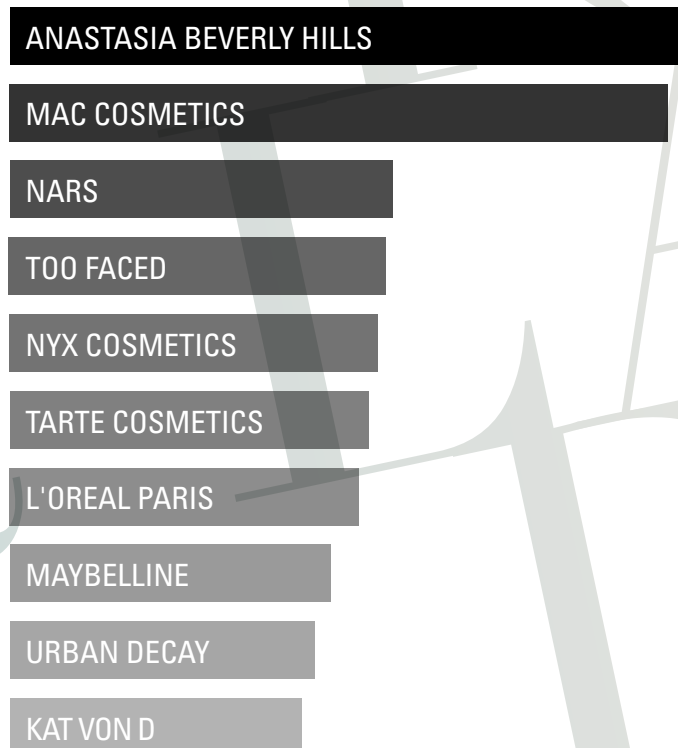 ANASTASIA BEVERLY HILLS
MAC COSMETICS
NARS
TOO FACED
NYX COSMETICS
TARTE COSMETICS
L'OREAL PARIS
MAYBELLINE
URBAN DECAY
KAT VON D